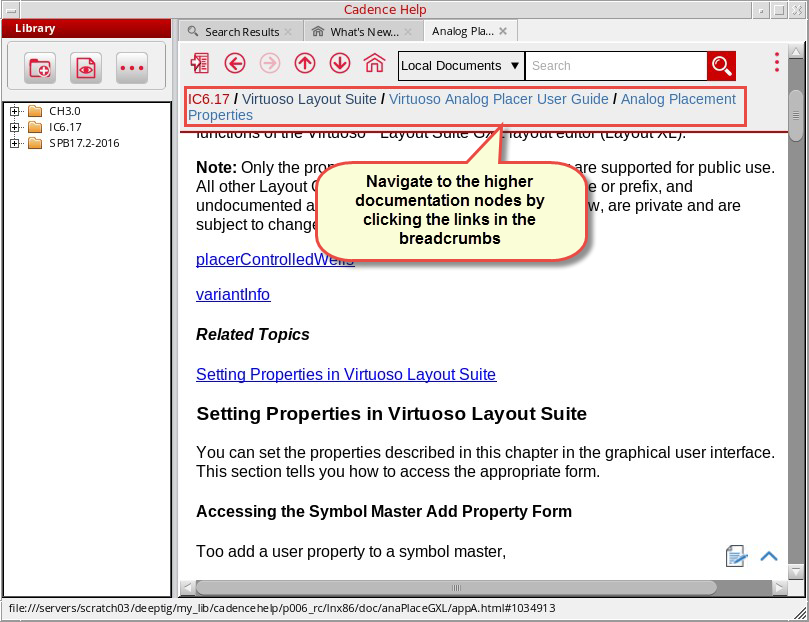 Cadence Help
Library
Search Results
What's New...
Analog Pla...
Local Documents
Search
IC6.17 / Virtuoso Layout Suite / Virtuoso Analog Placer User Guide / Analog Placement
Properties
CH3.0
IC6.17
SPB17.2-2016
functions of the Virtuoso Layout Suite GXL layout editor (Layout XL).
Note: Only the prop are supported for public use.
All other Layout G e or prefix, and
undocumented a w, are private and are
subject to change
Navigate to the higher
documentation nodes by
clicking the links in the
breadcrumbs
placerControlledWells
variantInfo
Related Topics
Setting Properties in Virtuoso Layout Suite
Setting Properties in Virtuoso Layout Suite
You can set the properties described in this chapter in the graphical user interface.
This section tells you how to access the appropriate form.
Accessing the Symbol Master Add Property Form
Too add a user property to a symbol master,
file:///servers/scratch03/deeptig/my_lib/cadencehelp/p006_rc/lnx86/doc/anaPlaceGXL/appA.html#1034913